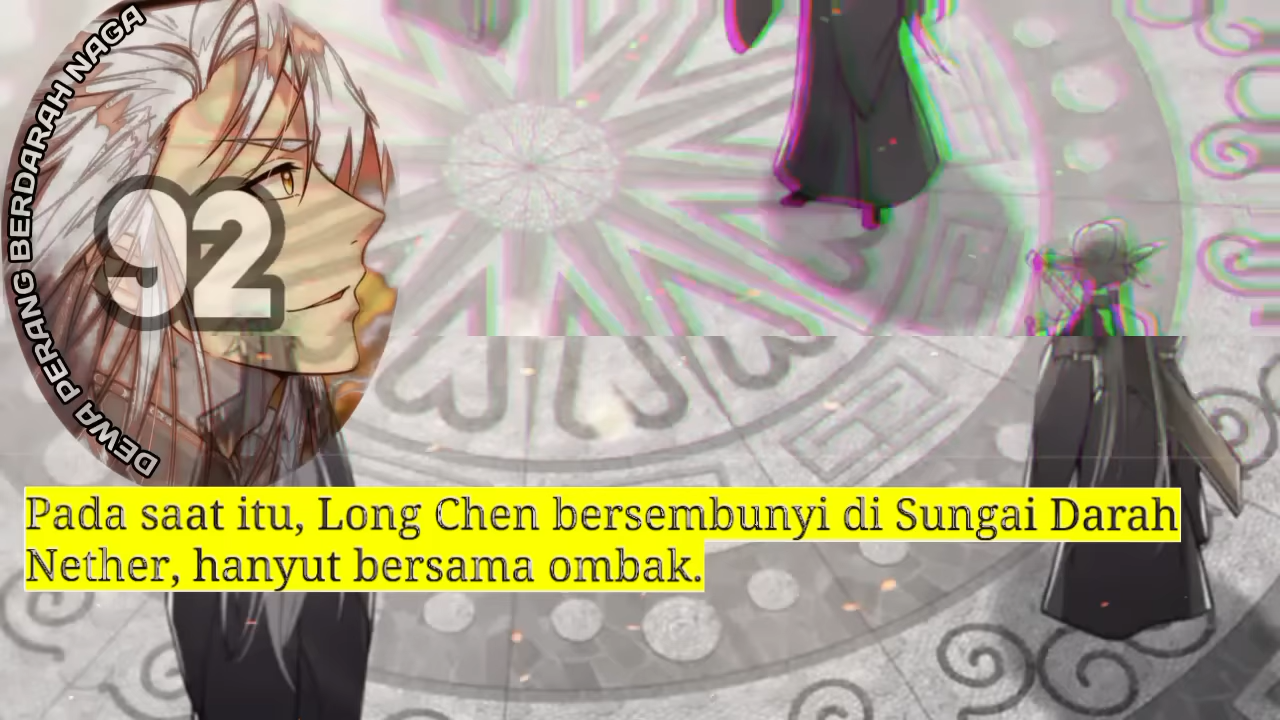 DEWA PERANG BERDARAH NAGA
92
Pada saat itu, Long Chen bersembunyi di Sungai Darah
Nether, hanyut bersama ombak.